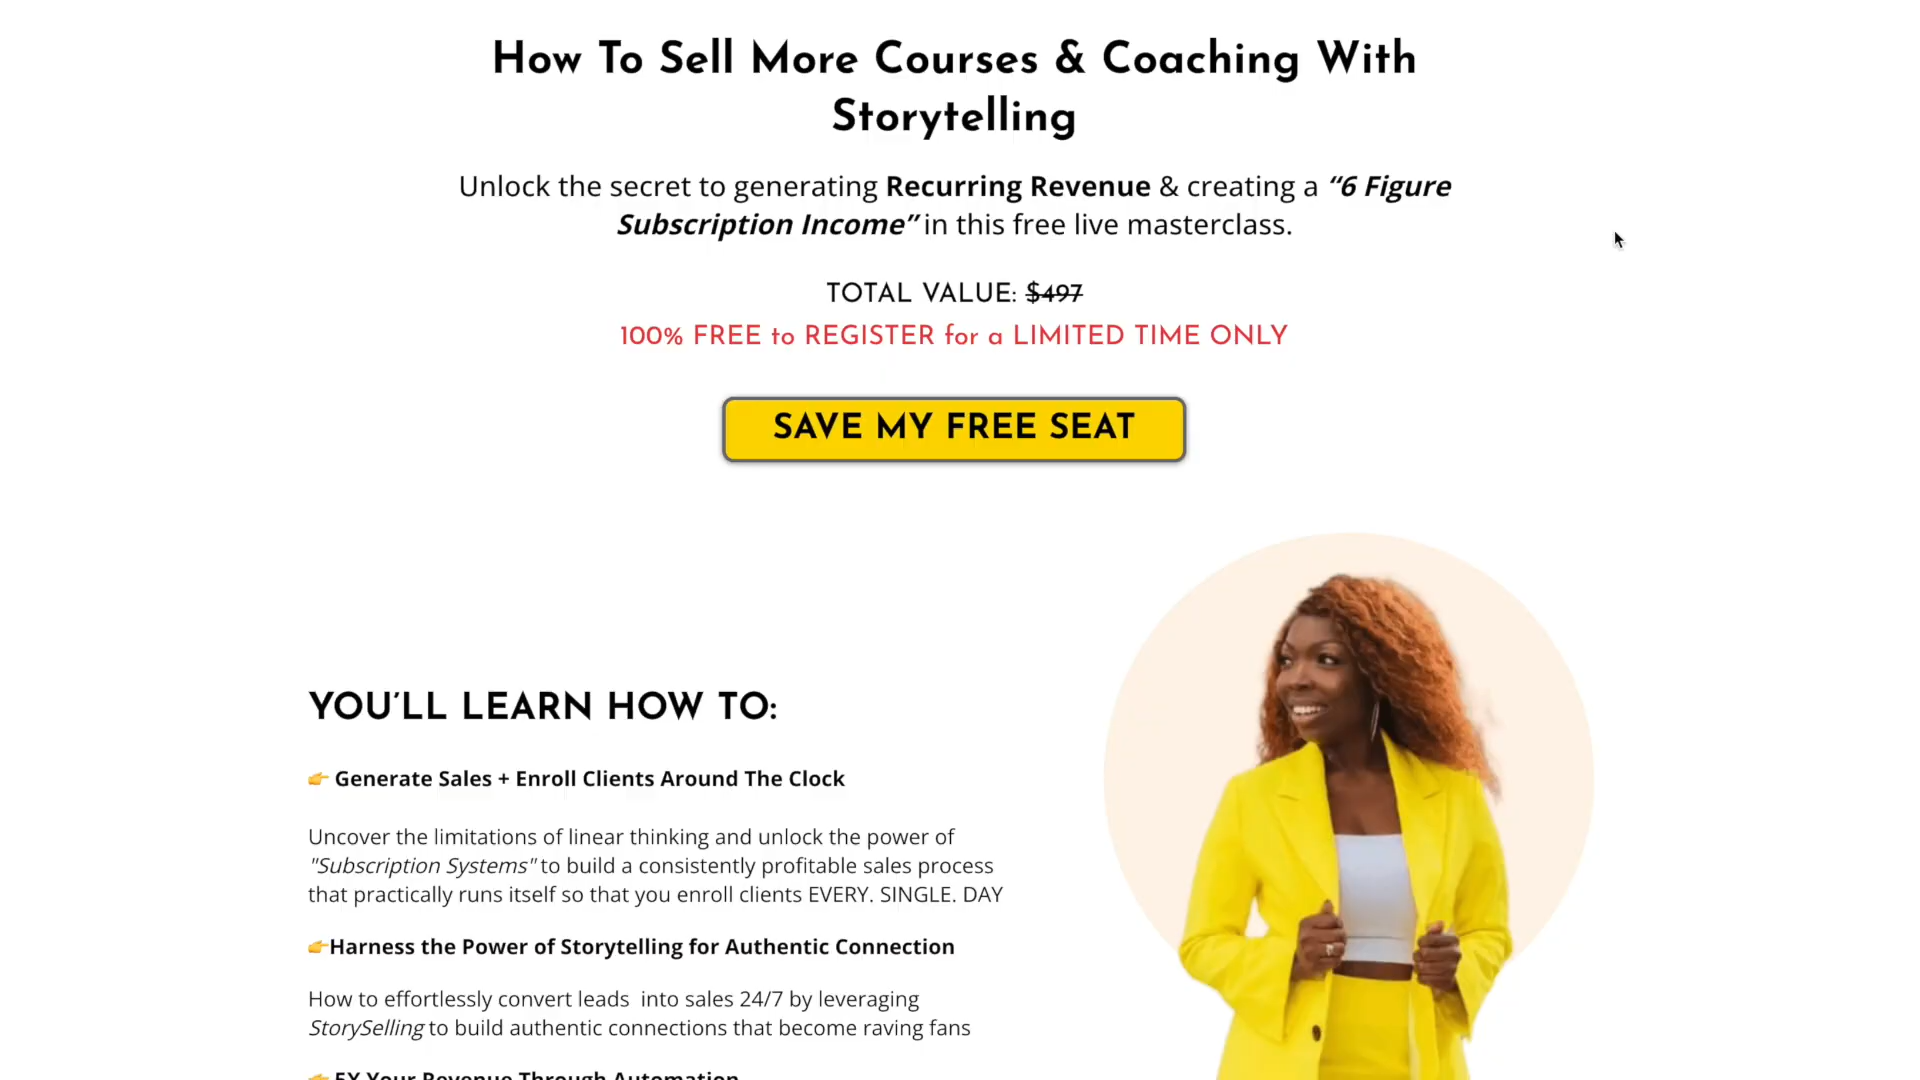 How To Sell More Courses & Coaching With
Storytelling
Unlock the secret to generating Recurring Revenue & creating a “6 Figure
Subscription Income” in this free live masterclass.
TOTAL VALUE: $497
100% FREE to REGISTER for a LIMITED TIME ONLY
SAVE MY FREE SEAT
YOU’LL LEARN HOW TO:
👉 Generate Sales + Enroll Clients Around The Clock
Uncover the limitations of linear thinking and unlock the power of
"Subscription Systems" to build a consistently profitable sales process
that practically runs itself so that you enroll clients EVERY. SINGLE. DAY
👉Harness the Power of Storytelling for Authentic Connection
How to effortlessly convert leads  into sales 24/7 by leveraging
StorySelling to build authentic connections that become raving fans
👉 5X Your Revenue Through Automation